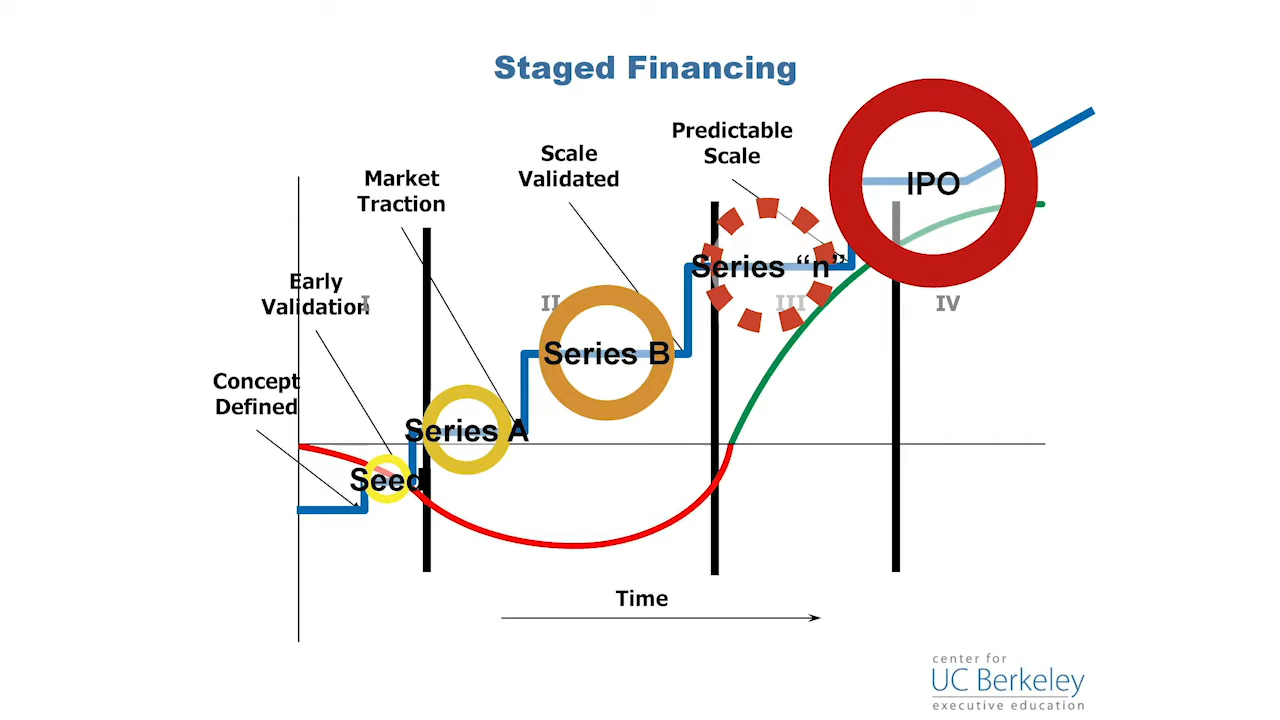 Staged Financing
Predictable
Scale
Scale
Validated
Market
Traction
Early
Validation
Concept
Defined
I
II
III
IV
Seed
Series A
Series B
Series “n”
IPO
Time
center for
UC Berkeley
executive education